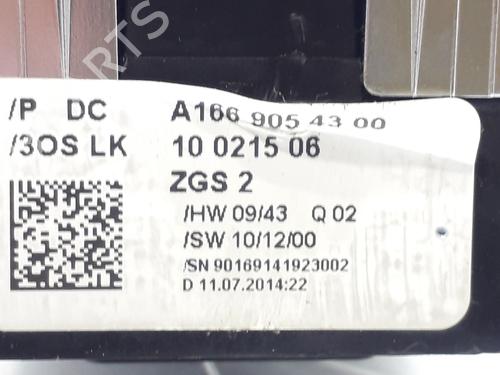 /P DC A166 905 43 00
/3OS LK 10 0215 06
ZGS 2
/HW 09/43 Q 02
/SW 10/12/00
/SN 90169141923002
D 11.07.2014:22